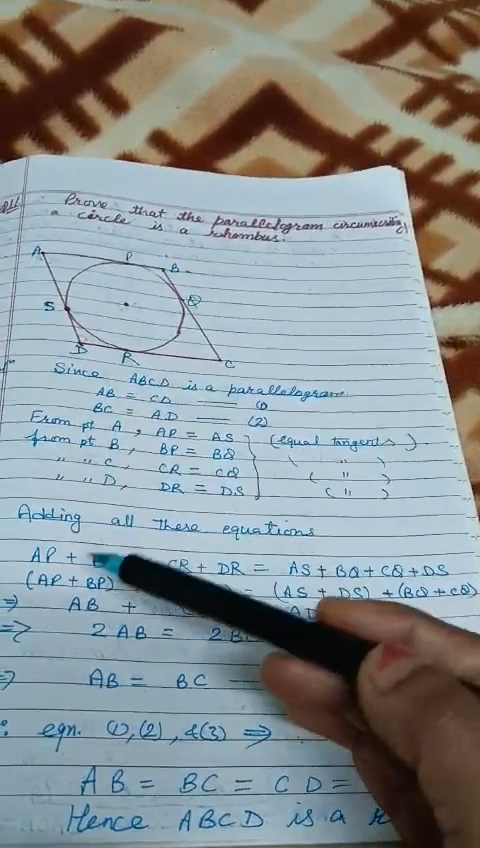 Prove that the parallelogram circumscribing
a circle is a rhombus.
A P B
S Q
D R C
Since ABCD is a parallelogram
AB = CD —— (1)
BC = AD —— (2)
From pt A, AP = AS } (equal tangents).
from pt B, BP = BQ ( " )
" " C, CR = CQ ( " )
" " D, DR = DS ( " )
Adding all these equations
AP + CR + DR = AS + BQ + CQ + DS
(AP + BP) = (AS + DS) + (BQ + CQ)
⇒ AB +
⇒ 2AB =
⇒ AB = BC —
∴ eqn. (1), (2), &(3) ⇒
AB = BC = CD =
Hence ABCD is a